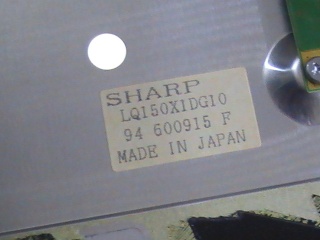 SHARP
LQ150X1DG10
94 600915 F
MADE IN JAPAN